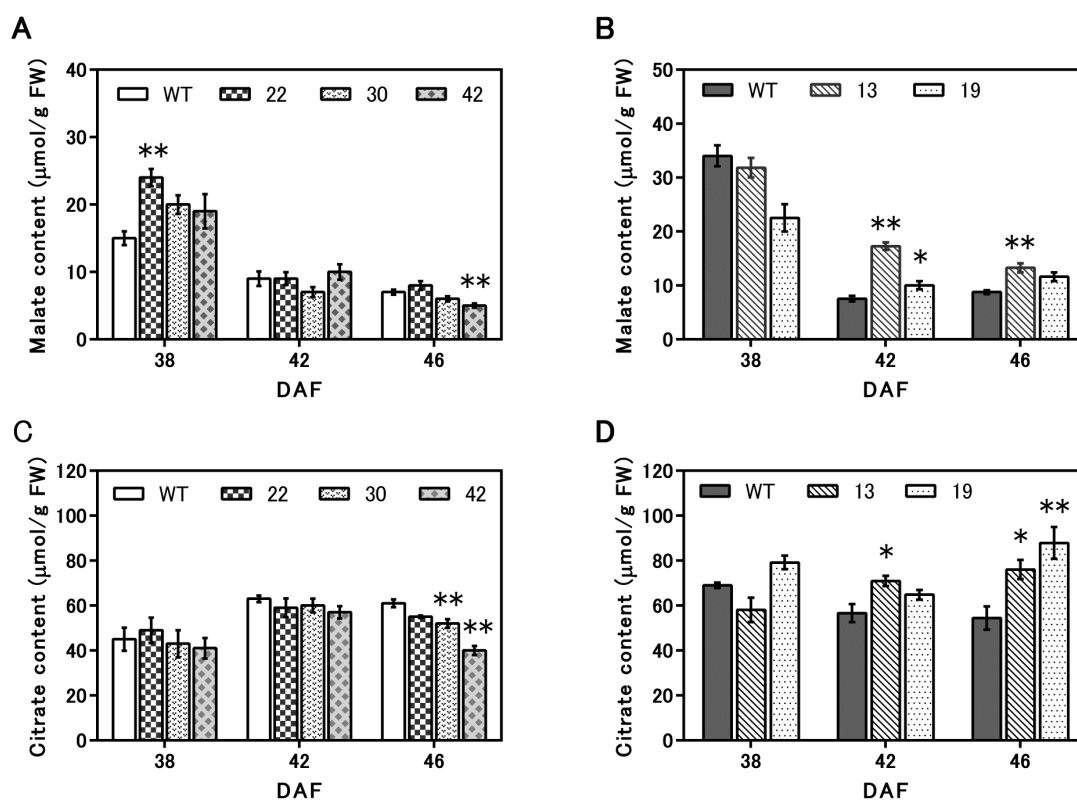 A
Malate content (μmol/g FW)
40
30
20
10
0
WT 22 30 42
**
**
38 42 46
DAF
B
Malate content (μmol/g FW)
50
40
30
20
10
0
WT 13 19
**
*
**
38 42 46
DAF
C
Citrate content (μmol/g FW)
120
100
80
60
40
20
0
WT 22 30 42
**
**
38 42 46
DAF
D
Citrate content (μmol/g FW)
120
100
80
60
40
20
0
WT 13 19
*
*
**
38 42 46
DAF